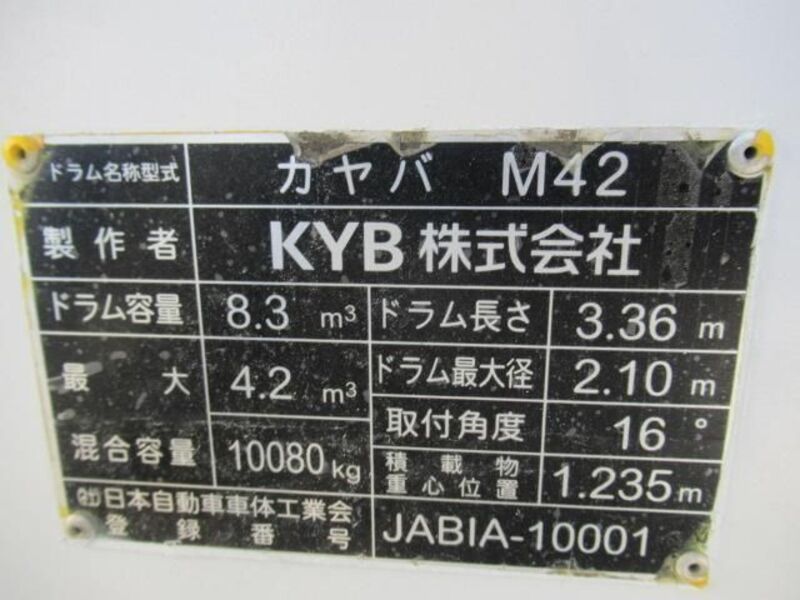 ドラム名称型式 カヤバ M42
製作者 KYB株式会社
ドラム容量 8.3 m³ ドラム長さ 3.36 m
最大 4.2 m³ ドラム最大径 2.10 m
混合容量 10080kg 取付角度 16°
積載物重心位置 1.235m
(社)日本自動車車体工業会
登録番号 JABIA-10001